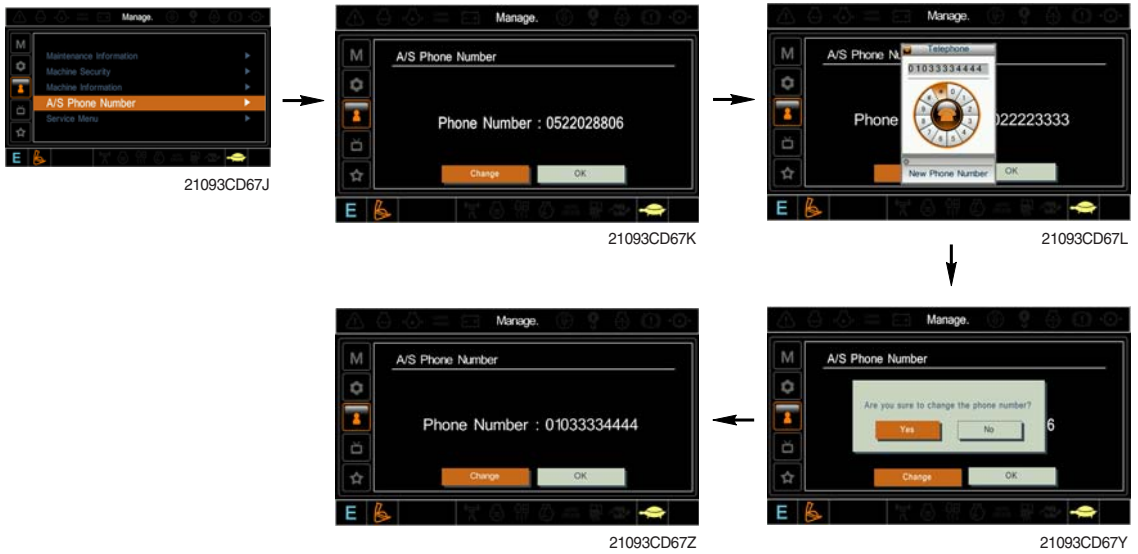 Manage.
M
Maintenance Information
Machine Security
Machine Information
A/S Phone Number
Service Menu
E
21093CD67J
Manage.
M
A/S Phone Number
Phone Number : 0522028806
Change OK
E
21093CD67K
Manage.
M
A/S Phone Nu
Telephone
01033334444
Phone 022223333
New Phone Number
OK
E
21093CD67L
Manage.
M
A/S Phone Number
Phone Number : 01033334444
Change OK
E
21093CD67Z
Manage.
M
A/S Phone Number
Are you sure to change the phone number?
Yes No
6
Change OK
E
21093CD67Y